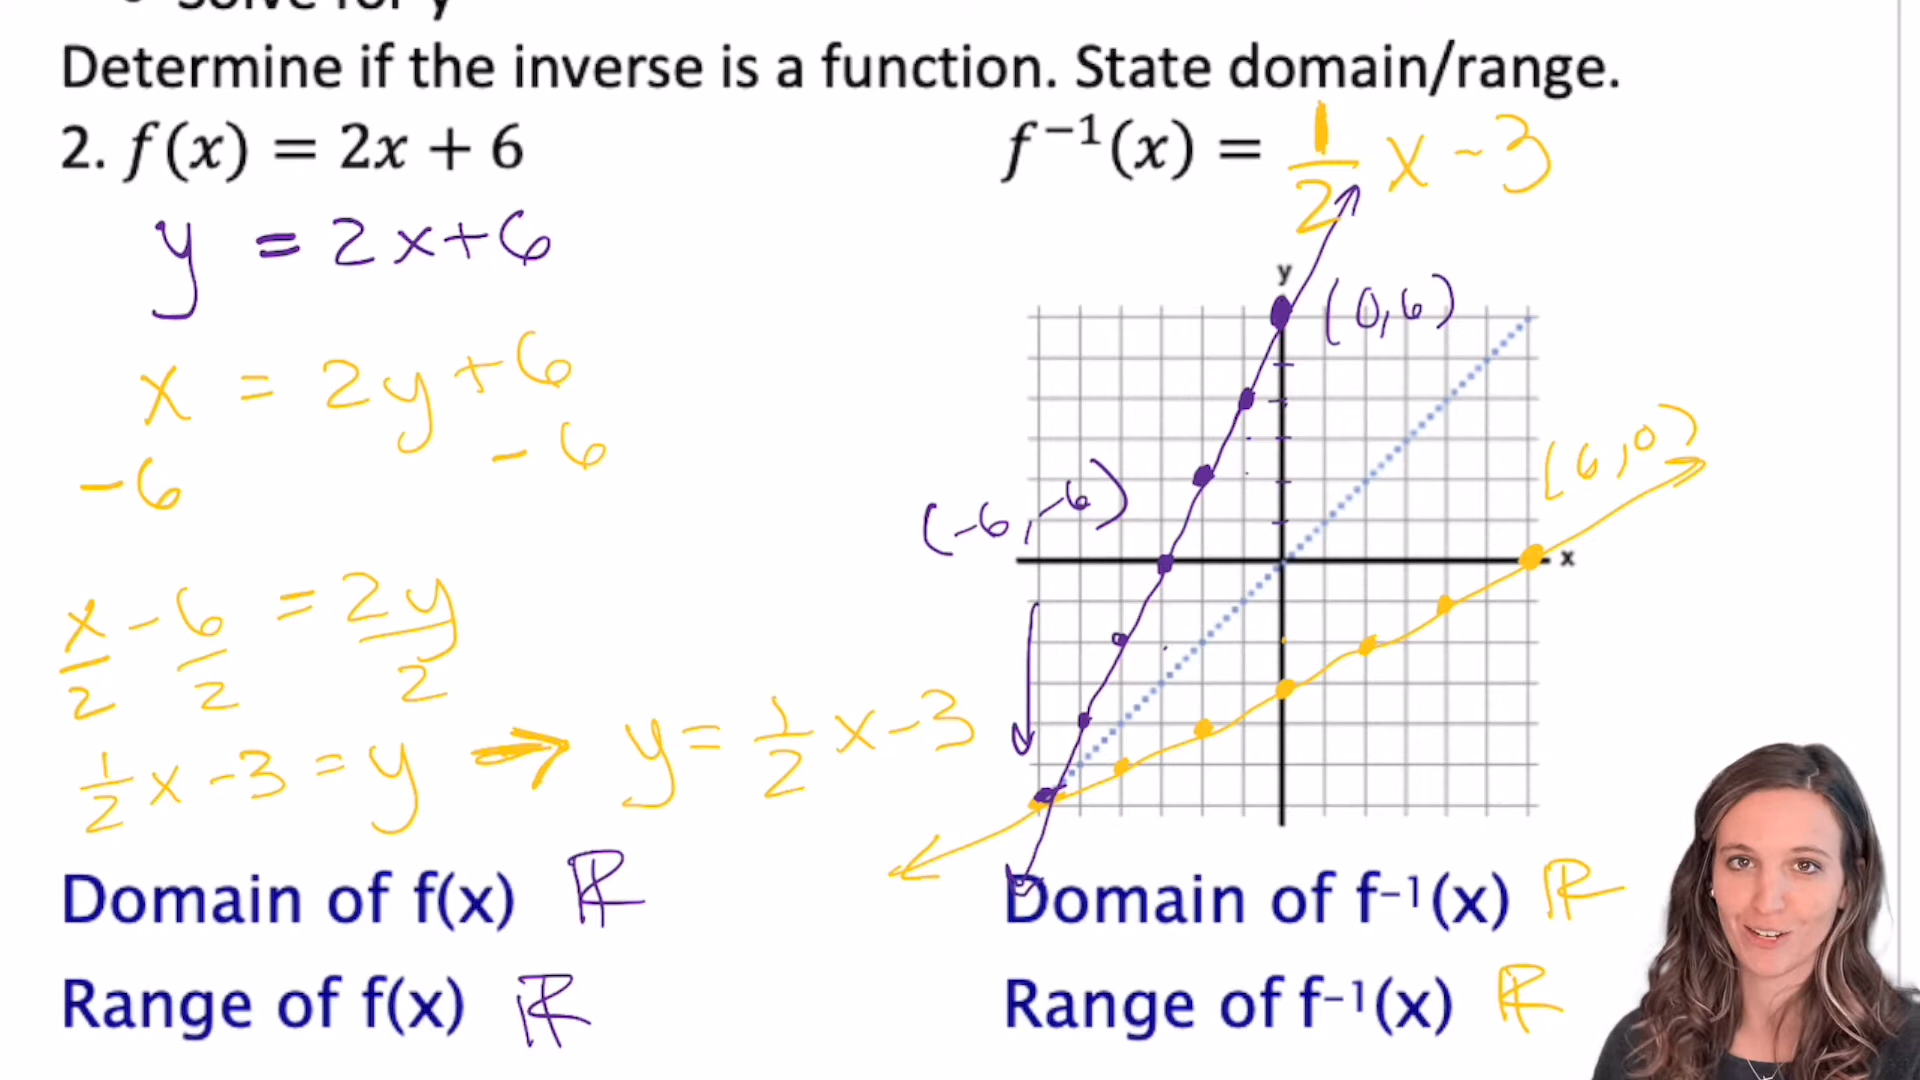 • Solve for y
Determine if the inverse is a function. State domain/range.
2. f(x) = 2x + 6
f⁻¹(x) = 1/2 x - 3
y = 2x+6
x = 2y+6
-6 -6
x/2 - 6/2 = 2y/2
1/2 x - 3 = y → y = 1/2 x - 3
y
(0,6)
(6,0)
(-6,-6)
x
Domain of f(x) ℝ
Domain of f⁻¹(x) ℝ
Range of f(x) ℝ
Range of f⁻¹(x) ℝ